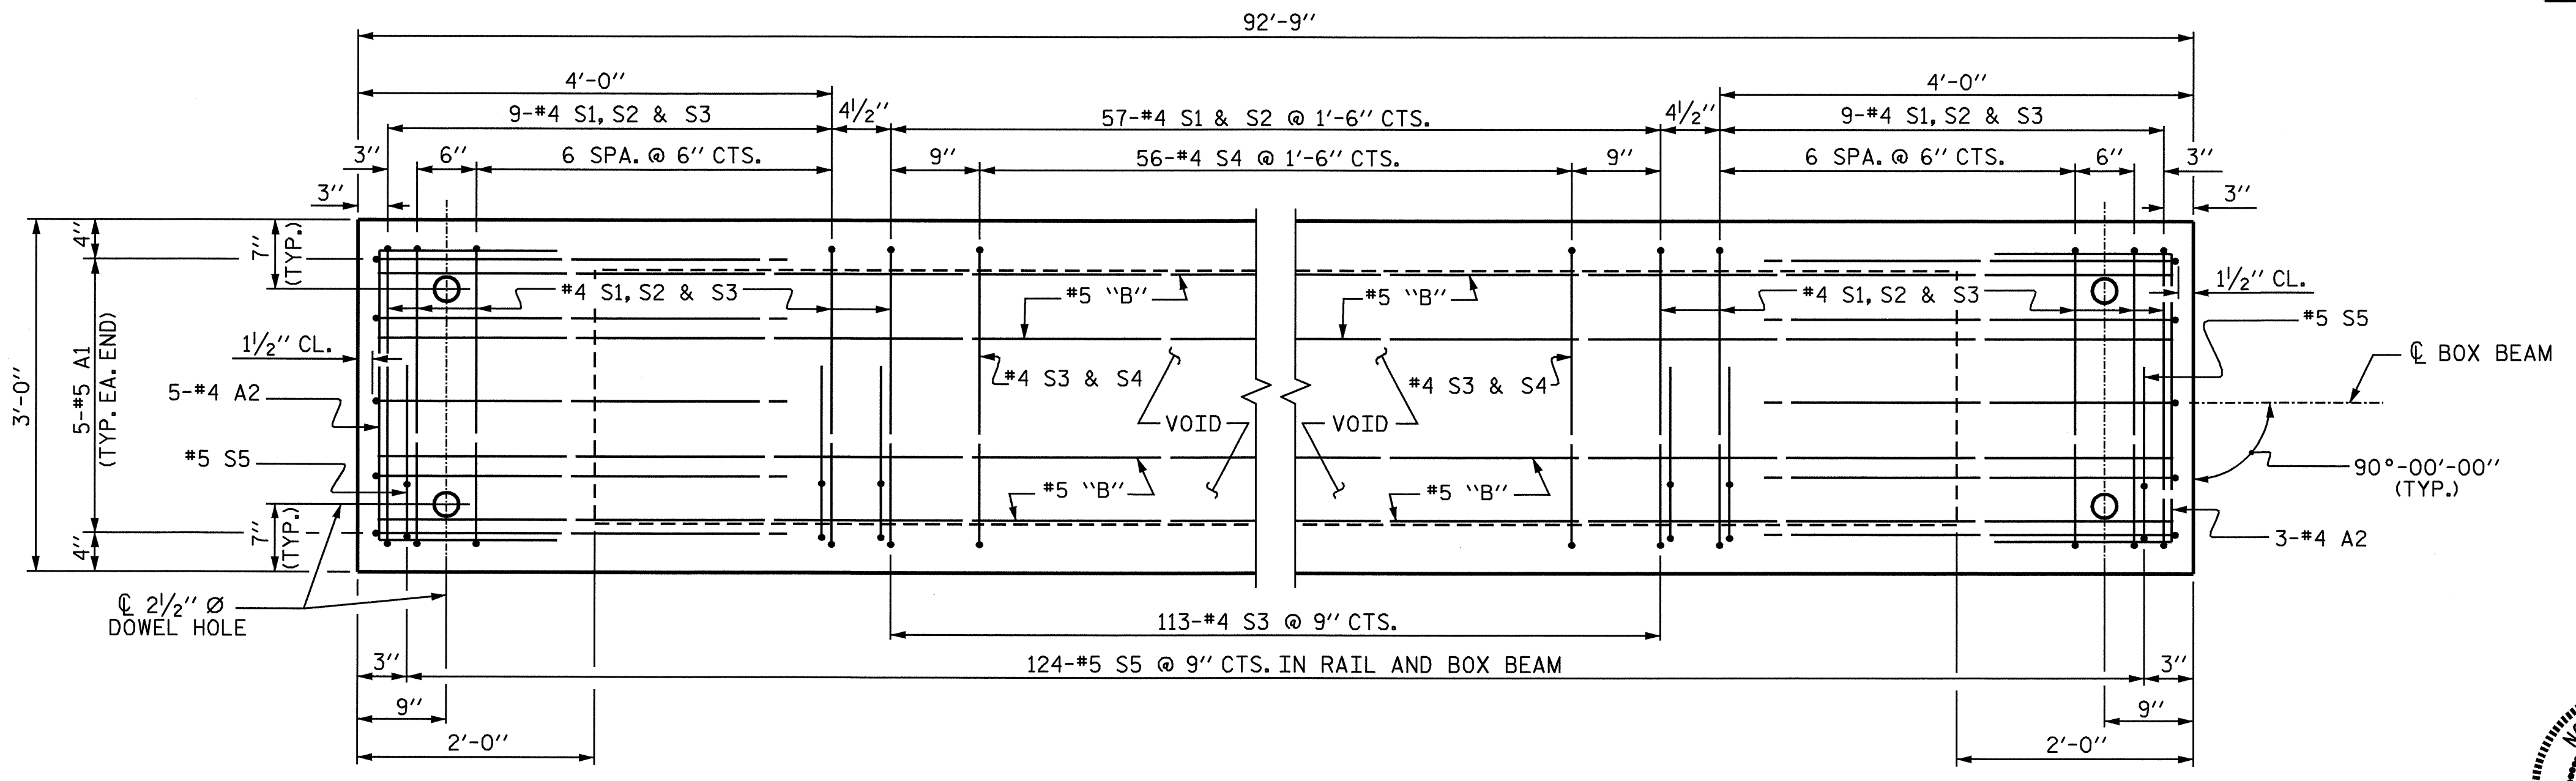 92'-9"
4'-0"
4'-0"
9-#4 S1, S2 & S3
4½"
57-#4 S1 & S2 @ 1'-6" CTS.
4½"
9-#4 S1, S2 & S3
3"
6"
6 SPA. @ 6" CTS.
9"
56-#4 S4 @ 1'-6" CTS.
9"
6 SPA. @ 6" CTS.
6"
3"
3"
3"
4"
7"
(TYP.)
#4 S1, S2 & S3
#5 "B"
#5 "B"
#4 S1, S2 & S3
1½" CL.
#5 S5
℄ BOX BEAM
3'-0"
5-#5 A1
(TYP. EA. END)
1½" CL.
5-#4 A2
#5 S5
#4 S3 & S4
#4 S3 & S4
VOID
VOID
#5 "B"
#5 "B"
90°-00'-00"
(TYP.)
3-#4 A2
4"
7"
(TYP.)
℄ 2½" Ø
DOWEL HOLE
113-#4 S3 @ 9" CTS.
3"
124-#5 S5 @ 9" CTS. IN RAIL AND BOX BEAM
3"
9"
9"
2'-0"
2'-0"